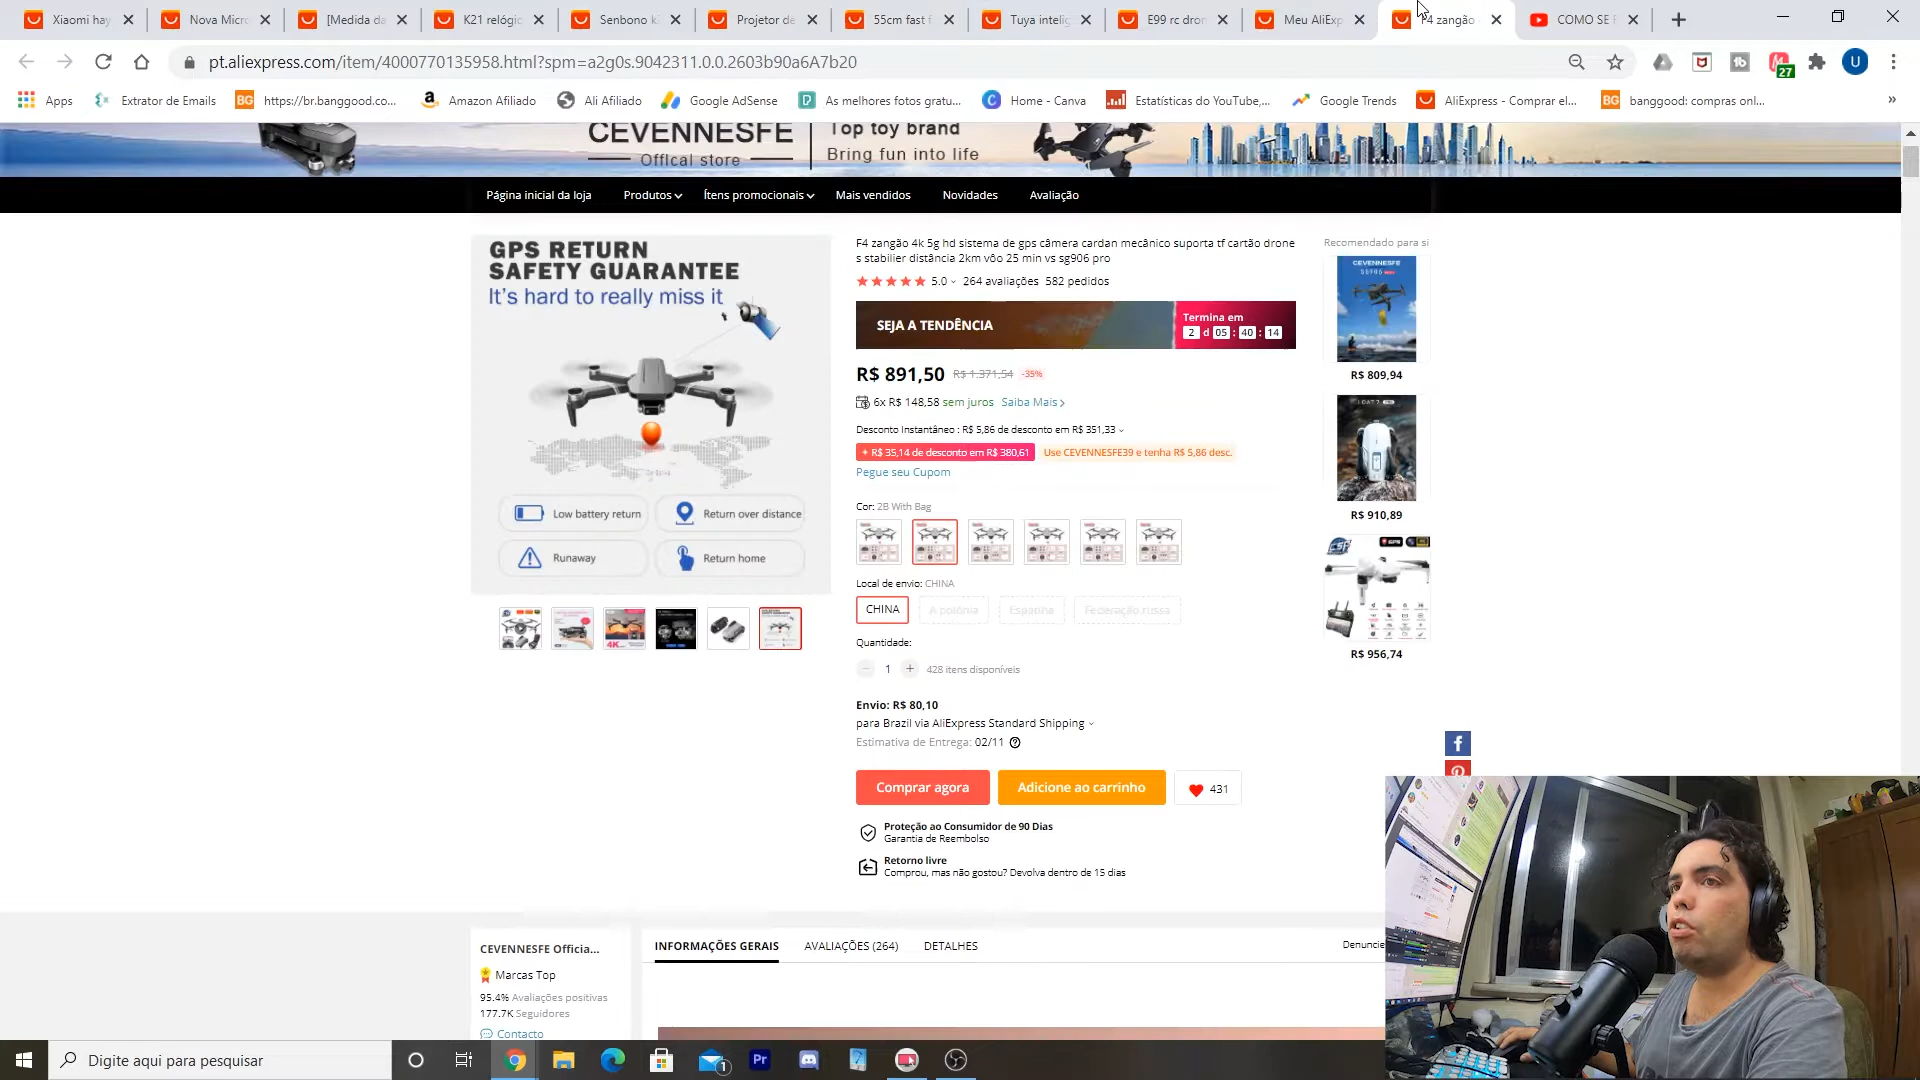 Xiaomi hay
Nova Micro
[Medida da
K21 relógio
Senbono k
Projetor de
55cm fast f
Tuya intelig
E99 rc dron
Meu AliExp
F4 zangão
COMO SE F
pt.aliexpress.com/item/4000770135958.html?spm=a2g0s.9042311.0.0.2603b90a6A7b20
27
U
Apps
Extrator de Emails
BG https://br.banggood.co...
Amazon Afiliado
Ali Afiliado
Google AdSense
As melhores fotos gratu...
Home - Canva
Estatísticas do YouTube,...
Google Trends
AliExpress - Comprar el...
BG banggood: compras onl...
»
CEVENNESFE
Offical store
Top toy brand
Bring fun into life
Página inicial da loja
Produtos
Ítens promocionais
Mais vendidos
Novidades
Avaliação
GPS RETURN
SAFETY GUARANTEE
It's hard to really miss it
Low battery return
Return over distance
Runaway
Return home
4K
F4 zangão 4k 5g hd sistema de gps câmera cardan mecânico suporta tf cartão drone
s stabilier distância 2km vôo 25 min vs sg906 pro
5.0 264 avaliações 582 pedidos
SEJA A TENDÊNCIA
Termina em
2 d 05 : 40 : 14
R$ 891,50 R$ 1.371,54 -35%
6x R$ 148,58 sem juros Saiba Mais
Desconto Instantâneo : R$ 5,86 de desconto em R$ 351,33
+ R$ 35,14 de desconto em R$ 380,61 Use CEVENNESFE39 e tenha R$ 5,86 desc.
Pegue seu Cupom
Cor: 2B With Bag
Local de envio: CHINA
CHINA
A polónia
Espanha
Federação russa
Quantidade:
1 + 428 itens disponíveis
Envio: R$ 80,10
para Brazil via AliExpress Standard Shipping
Estimativa de Entrega: 02/11
Comprar agora
Adicione ao carrinho
431
Proteção ao Consumidor de 90 Dias
Garantia de Reembolso
Retorno livre
Comprou, mas não gostou? Devolva dentro de 15 dias
Recomendado para si
CEVENNESFE
R$ 809,94
R$ 910,89
R$ 956,74
CEVENNESFE Officia...
Marcas Top
95.4% Avaliações positivas
177.7K Seguidores
Contacto
INFORMAÇÕES GERAIS
AVALIAÇÕES (264)
DETALHES
Denuncie
Digite aqui para pesquisar
1
Pr